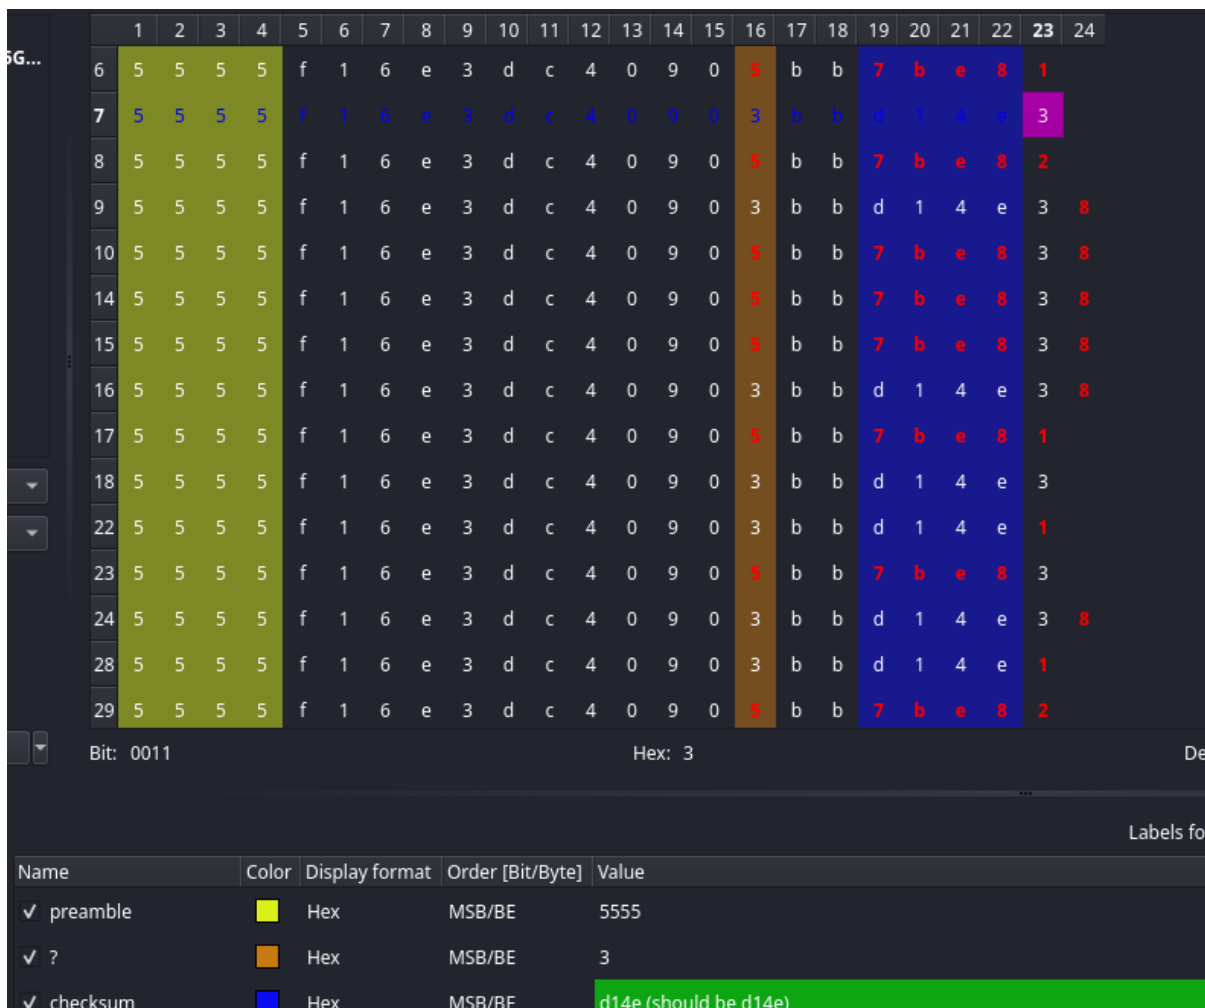 1 2 3 4 5 6 7 8 9 10 11 12 13 14 15 16 17 18 19 20 21 22 23 24
5G...
6 5 5 5 5 f 1 6 e 3 d c 4 0 9 0 5 b b 7 b e 8 1
7 5 5 5 5 f 1 6 e 3 d c 4 0 9 0 3 b b d 1 4 e 3
8 5 5 5 5 f 1 6 e 3 d c 4 0 9 0 5 b b 7 b e 8 2
9 5 5 5 5 f 1 6 e 3 d c 4 0 9 0 3 b b d 1 4 e 3 8
10 5 5 5 5 f 1 6 e 3 d c 4 0 9 0 5 b b 7 b e 8 3 8
14 5 5 5 5 f 1 6 e 3 d c 4 0 9 0 5 b b 7 b e 8 3 8
15 5 5 5 5 f 1 6 e 3 d c 4 0 9 0 5 b b 7 b e 8 3 8
16 5 5 5 5 f 1 6 e 3 d c 4 0 9 0 3 b b d 1 4 e 3 8
17 5 5 5 5 f 1 6 e 3 d c 4 0 9 0 5 b b 7 b e 8 1
18 5 5 5 5 f 1 6 e 3 d c 4 0 9 0 3 b b d 1 4 e 3
22 5 5 5 5 f 1 6 e 3 d c 4 0 9 0 3 b b d 1 4 e 1
23 5 5 5 5 f 1 6 e 3 d c 4 0 9 0 5 b b 7 b e 8 3
24 5 5 5 5 f 1 6 e 3 d c 4 0 9 0 3 b b d 1 4 e 3 8
28 5 5 5 5 f 1 6 e 3 d c 4 0 9 0 3 b b d 1 4 e 1
29 5 5 5 5 f 1 6 e 3 d c 4 0 9 0 5 b b 7 b e 8 2
Bit: 0011 Hex: 3 De
Labels fo
Name Color Display format Order [Bit/Byte] Value
preamble Hex MSB/BE 5555
? Hex MSB/BE 3
checksum Hex MSB/BE d14e (should be d14e)